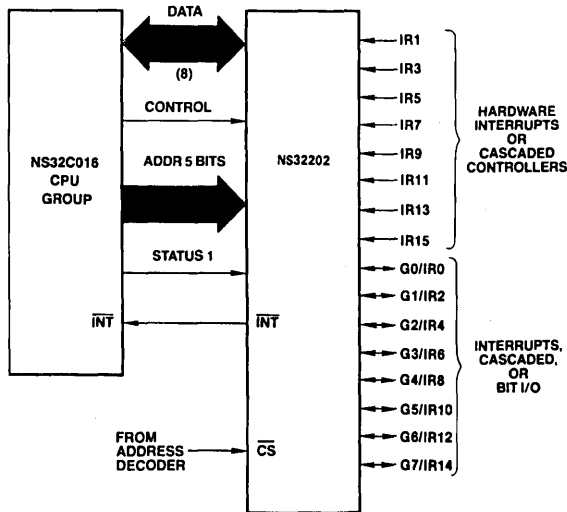 DATA
(8)
CONTROL
ADDR 5 BITS
STATUS 1
NS32C016
CPU
GROUP
INT
NS32202
INT
CS
FROM
ADDRESS
DECODER
IR1
IR3
IR5
IR7
IR9
IR11
IR13
IR15
HARDWARE
INTERRUPTS
OR
CASCADED
CONTROLLERS
G0/IR0
G1/IR2
G2/IR4
G3/IR6
G4/IR8
G5/IR10
G6/IR12
G7/IR14
INTERRUPTS,
CASCADED,
OR
BIT I/O